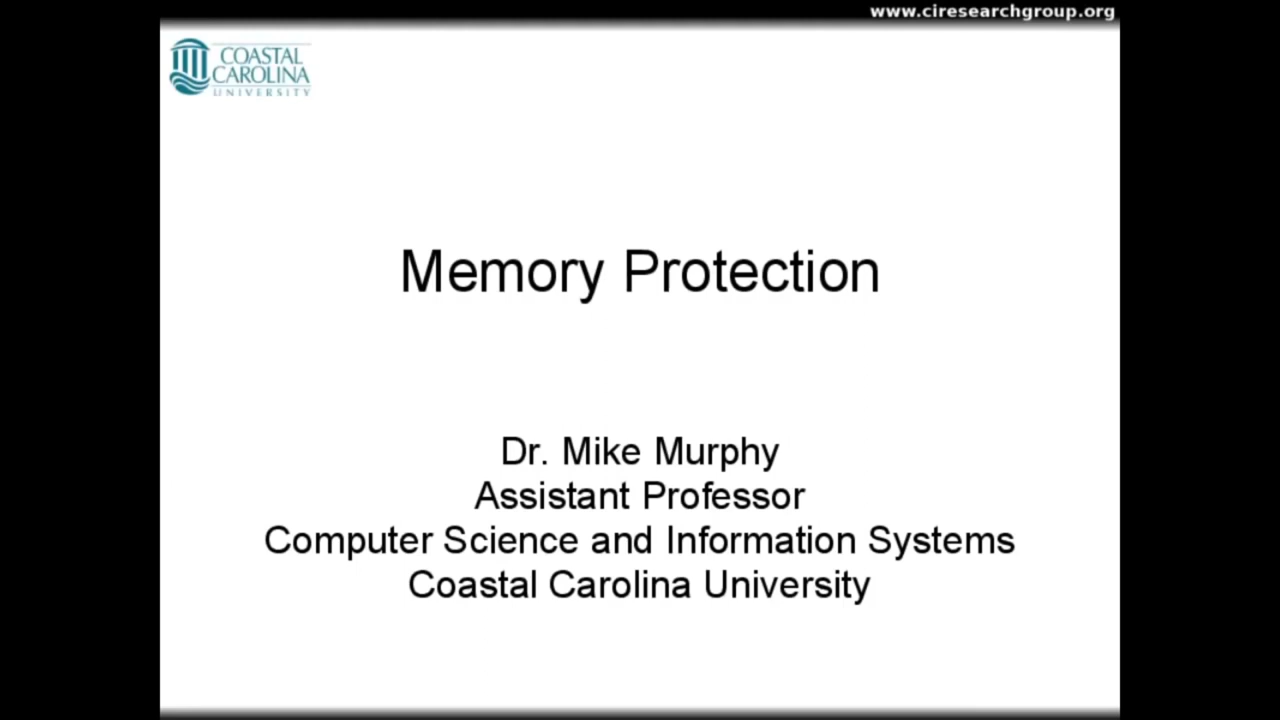 www.ciresearchgroup.org
COASTAL
CAROLINA
UNIVERSITY
Memory Protection
Dr. Mike Murphy
Assistant Professor
Computer Science and Information Systems
Coastal Carolina University